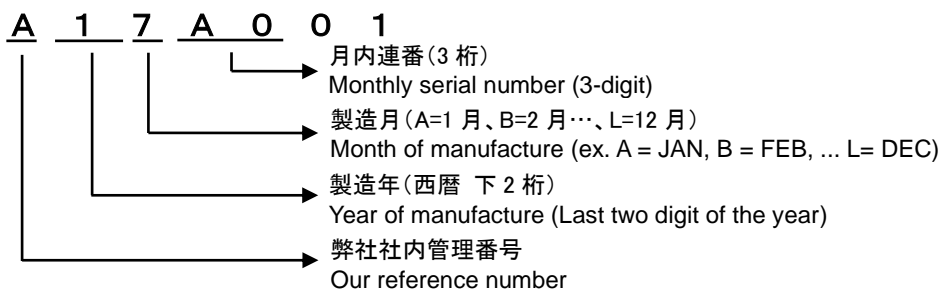 A 1 7 A 0 0 1
月内連番(3 桁)
Monthly serial number (3-digit)
製造月(A=1 月、B=2 月…、L=12 月)
Month of manufacture (ex. A = JAN, B = FEB, ... L= DEC)
製造年(西暦 下 2 桁)
Year of manufacture (Last two digit of the year)
弊社社内管理番号
Our reference number